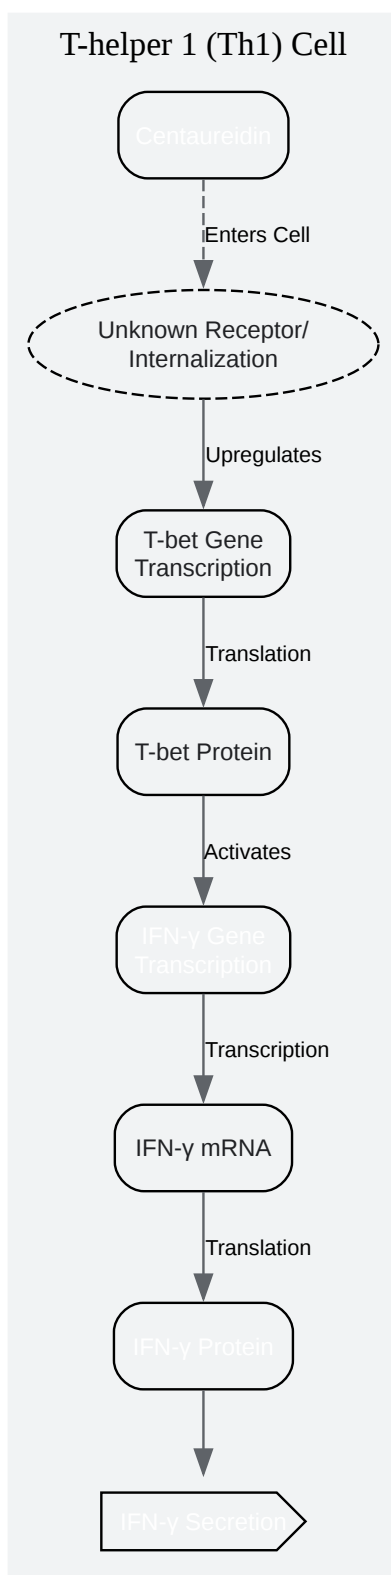 T-helper 1 (Th1) Cell
Centaureidin
Enters Cell
Unknown Receptor/
Internalization
Upregulates
T-bet Gene
Transcription
Translation
T-bet Protein
Activates
IFN-γ Gene
Transcription
Transcription
IFN-γ mRNA
Translation
IFN-γ Protein
IFN-γ Secretion